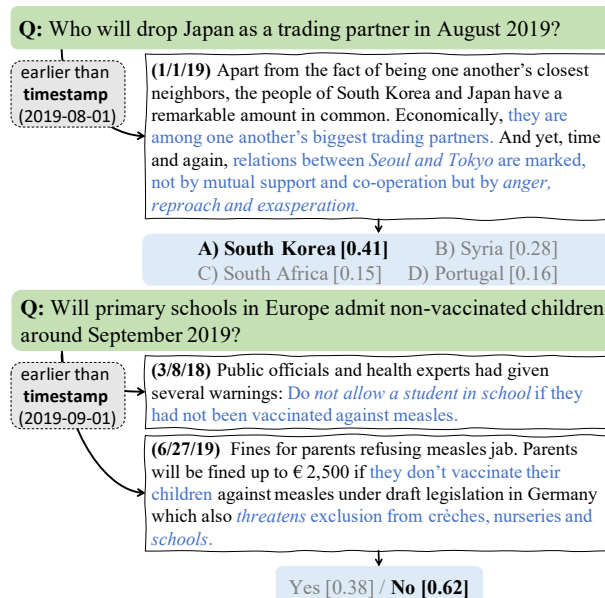 Q: Who will drop Japan as a trading partner in August 2019?
earlier than
timestamp
(2019-08-01)
(1/1/19) Apart from the fact of being one another's closest
neighbors, the people of South Korea and Japan have a
remarkable amount in common. Economically, they are
among one another's biggest trading partners. And yet, time
and again, relations between Seoul and Tokyo are marked,
not by mutual support and co-operation but by anger,
reproach and exasperation.
A) South Korea [0.41] B) Syria [0.28]
C) South Africa [0.15] D) Portugal [0.16]
Q: Will primary schools in Europe admit non-vaccinated children
around September 2019?
earlier than
timestamp
(2019-09-01)
(3/8/18) Public officials and health experts had given
several warnings: Do not allow a student in school if they
had not been vaccinated against measles.
(6/27/19) Fines for parents refusing measles jab. Parents
will be fined up to € 2,500 if they don't vaccinate their
children against measles under draft legislation in Germany
which also threatens exclusion from crèches, nurseries and
schools.
Yes [0.38] / No [0.62]